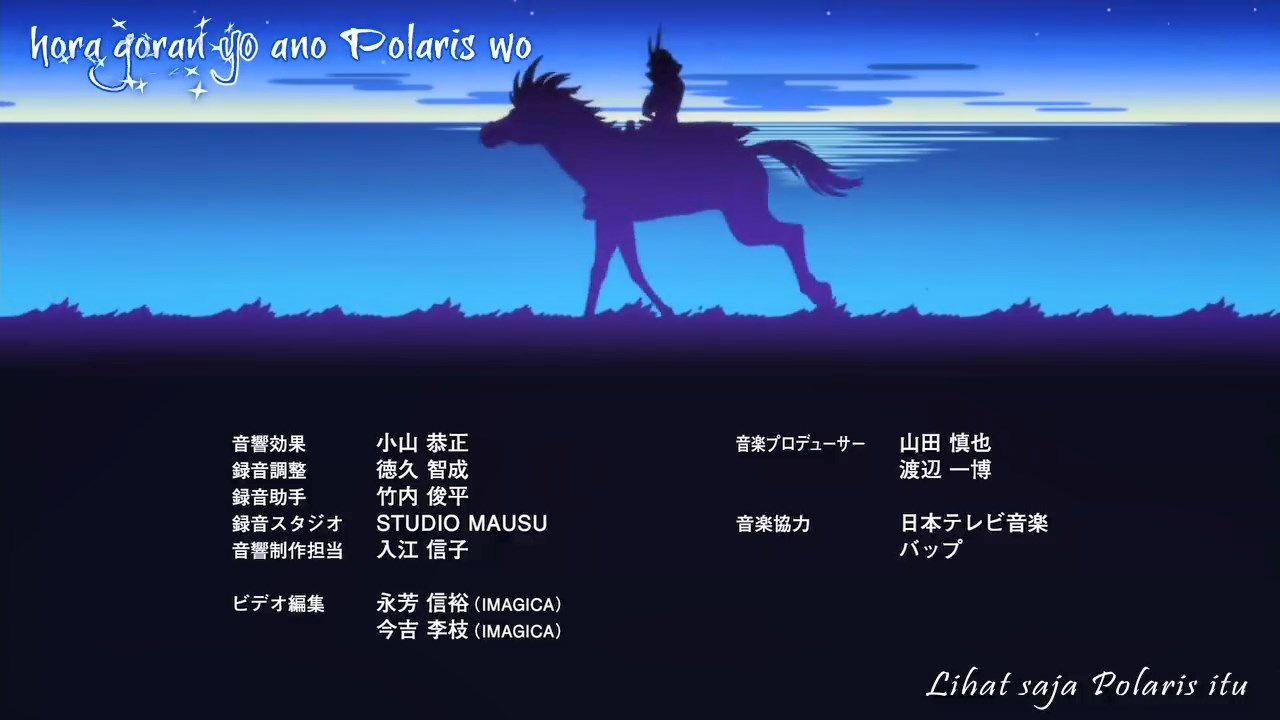 hora goran yo ano Polaris wo
音響効果 小山 恭正
録音調整 徳久 智成
録音助手 竹内 俊平
録音スタジオ STUDIO MAUSU
音響制作担当 入江 信子
ビデオ編集 永芳 信裕 (IMAGICA)
今吉 李枝 (IMAGICA)
音楽プロデューサー 山田 慎也
渡辺 一博
音楽協力 日本テレビ音楽
バップ
Lihat saja Polaris itu